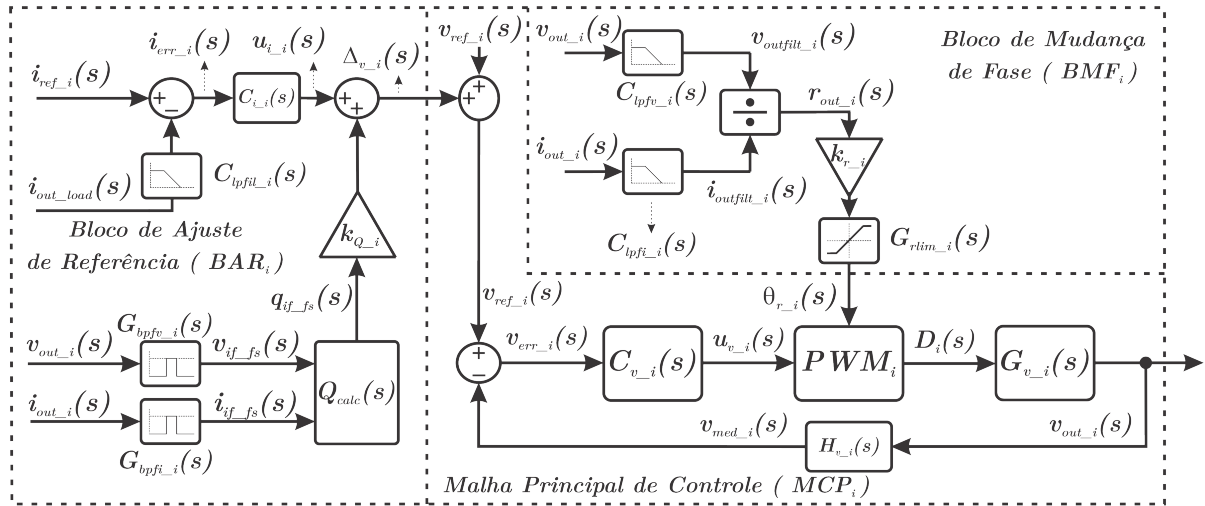 i_ref_i(s)
i_err_i(s)
u_i_i(s)
Δ_v_i(s)
C_i_i(s)
+
−
+
+
C_lpfil_i(s)
i_out_load(s)
Bloco de Ajuste
de Referência ( BAR_i )
k_Q_i
q_if_fs(s)
G_bpfv_i(s)
v_out_i(s)
v_if_fs(s)
Q_calc(s)
i_out_i(s)
i_if_fs(s)
G_bpfi_i(s)
v_ref_i(s)
+
+
v_ref_i(s)
v_out_i(s)
C_lpfv_i(s)
v_outfilt_i(s)
Bloco de Mudança
de Fase ( BMF_i )
÷
r_out_i(s)
i_out_i(s)
i_outfilt_i(s)
C_lpfi_i(s)
k_r_i
G_rlim_i(s)
θ_r_i(s)
+
−
v_err_i(s)
C_v_i(s)
u_v_i(s)
PWM_i
D_i(s)
G_v_i(s)
v_med_i(s)
H_v_i(s)
v_out_i(s)
Malha Principal de Controle ( MCP_i )